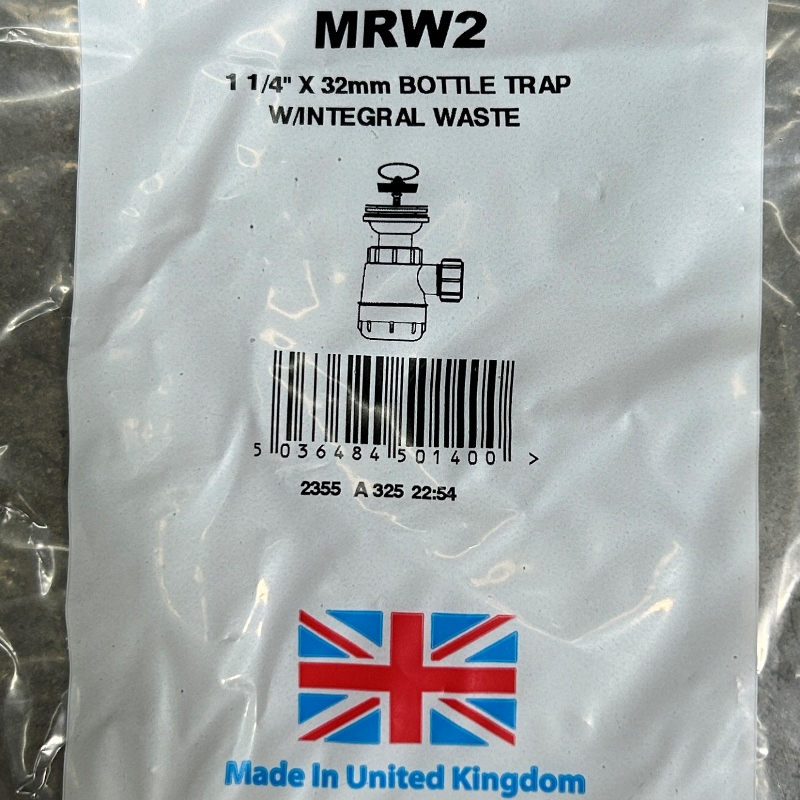 MRW2
1 1/4" X 32mm BOTTLE TRAP
W/INTEGRAL WASTE
5 036484 501400 >
2355 A 325 22:54
Made In United Kingdom